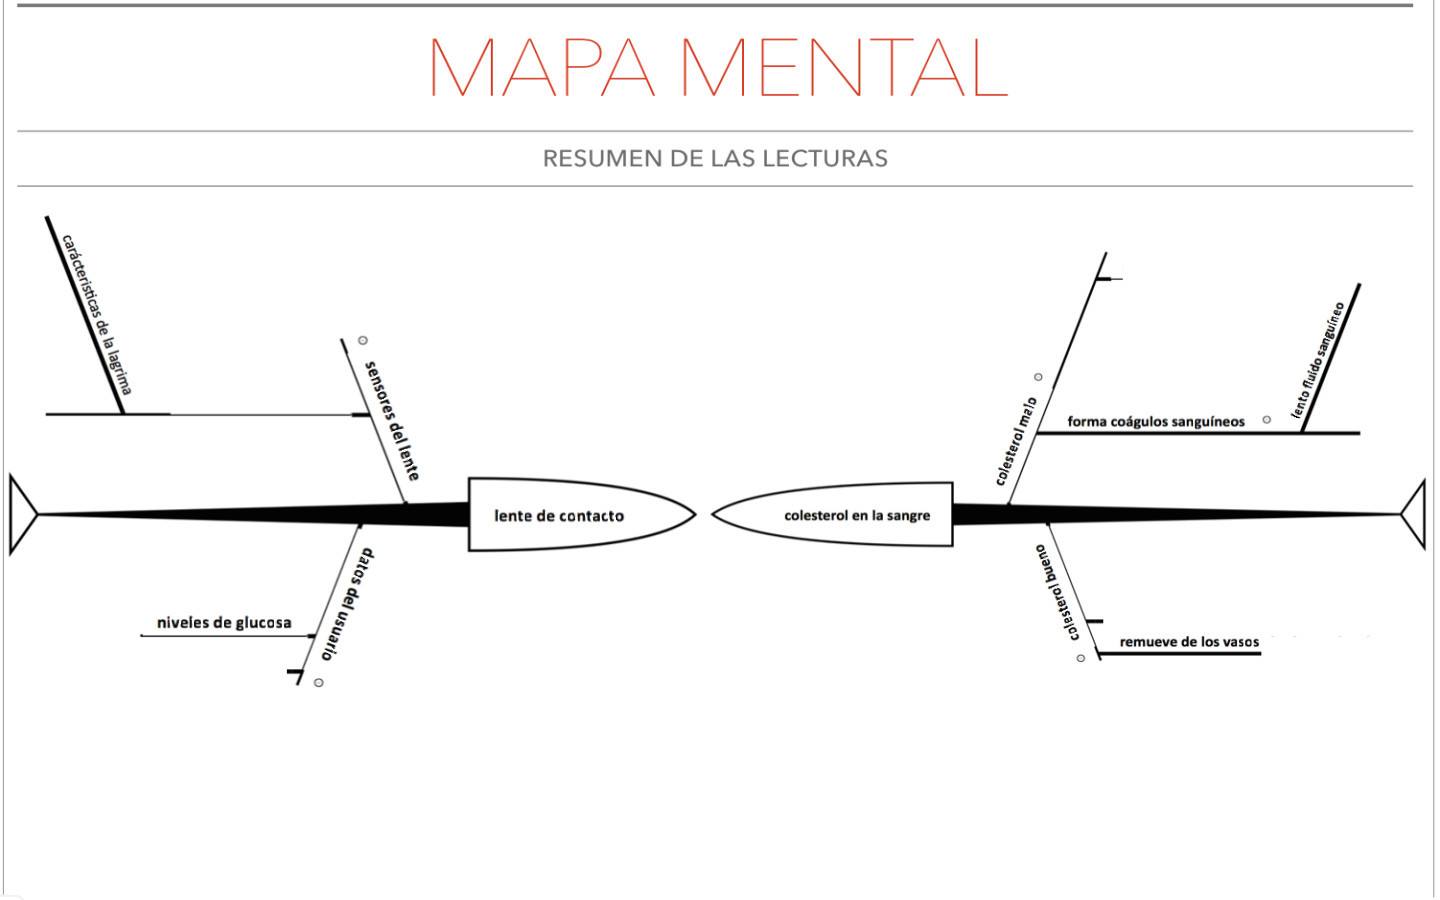 MAPA MENTAL
RESUMEN DE LAS LECTURAS
carácteristicas de la lagrima
sensores del lente
lente de contacto
datos del usuario
niveles de glucosa
colesterol malo
forma coágulos sanguíneos
lento fluido sanguíneo
colesterol en la sangre
colesterol bueno
remueve de los vasos